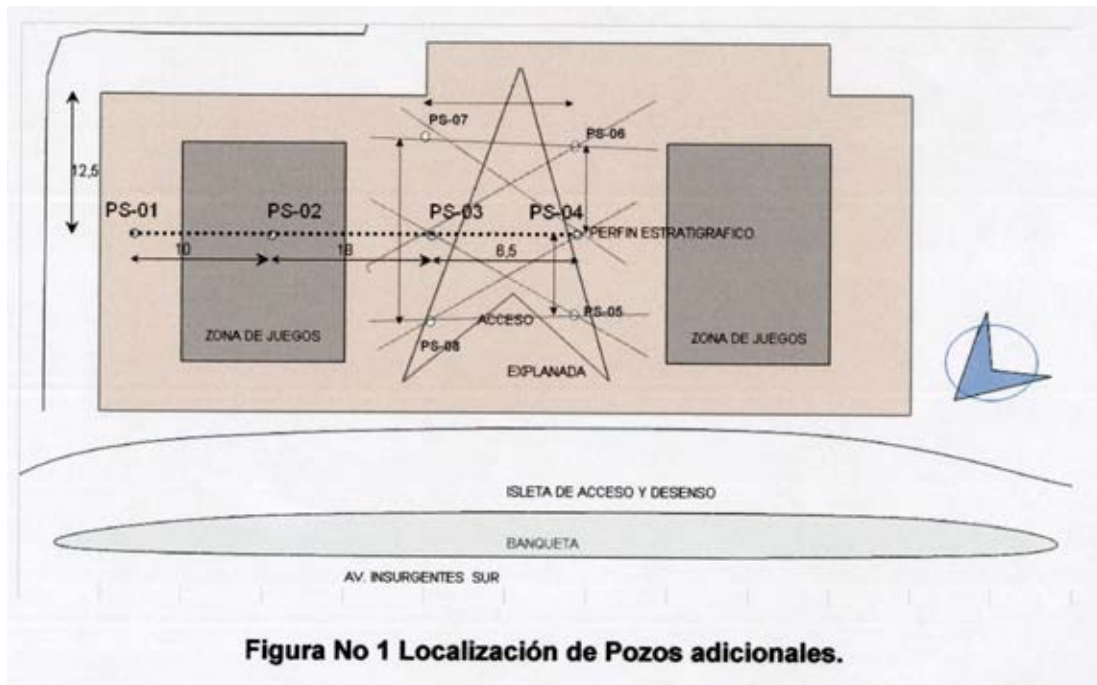 PS-07
PS-06
12,5
PS-01
PS-02
PS-03
PS-04
PERFIN ESTRATIGRAFICO.
10
18
6,5
ZONA DE JUEGOS
ACCESO
PS-05
ZONA DE JUEGOS
PS-08
EXPLANADA
ISLETA DE ACCESO Y DESENSO
BANQUETA
AV. INSURGENTES SUR
Figura No 1 Localización de Pozos adicionales.